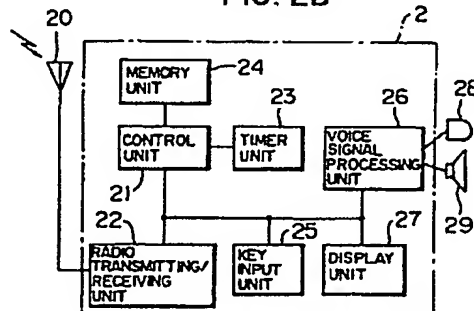 FIG. 2B
20
2
MEMORY
UNIT
24
23
26
28
CONTROL
UNIT
TIMER
UNIT
VOICE
SIGNAL
PROCESSING
UNIT
21
29
22
25
27
RADIO
TRANSMITTING/
RECEIVING
UNIT
KEY
INPUT
UNIT
DISPLAY
UNIT